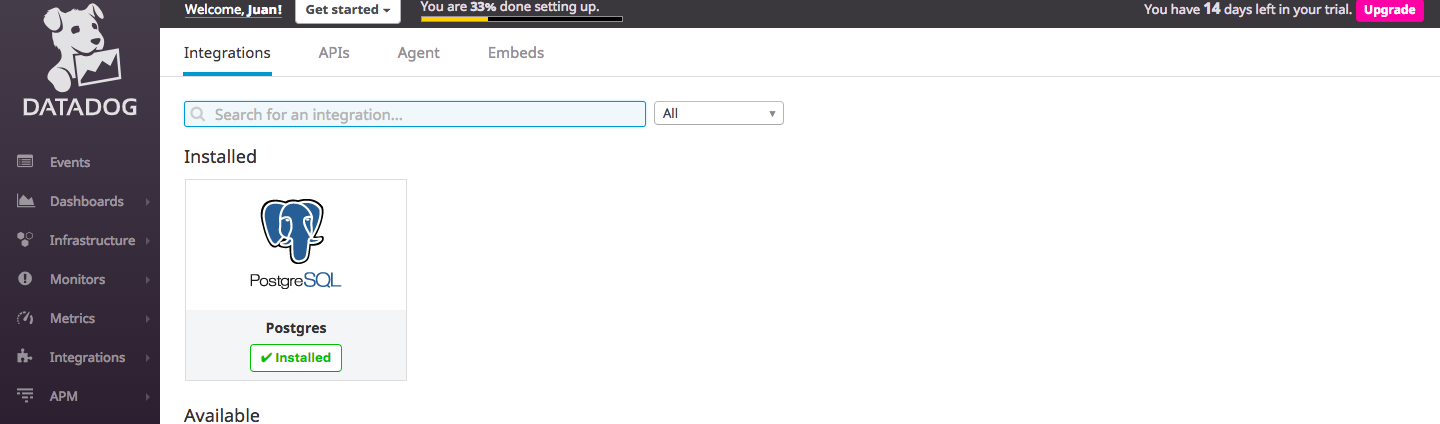 Welcome, Juan!
Get started
You are 33% done setting up.
You have 14 days left in your trial.
Upgrade
DATADOG
Integrations
APIs
Agent
Embeds
Search for an integration...
All
Installed
Events
Dashboards
Infrastructure
Monitors
Metrics
Integrations
APM
PostgreSQL
Postgres
✔ Installed
Available